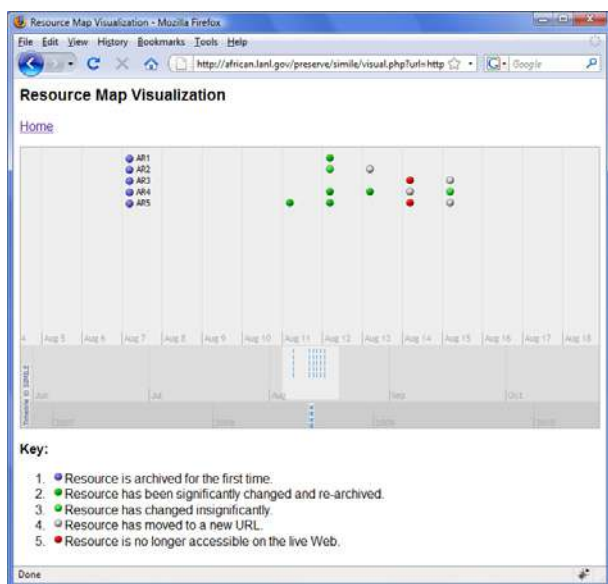 Resource Map Visualization - Mozilla Firefox
File Edit View History Bookmarks Tools Help
http://african.lanl.gov/preserve/simile/visual.php?url=http
Google
Resource Map Visualization
Home
AR1
AR2
AR3
AR4
AR5
4 Aug 5 Aug 6 Aug 7 Aug 8 Aug 9 Aug 10 Aug 11 Aug 12 Aug 13 Aug 14 Aug 15 Aug 16 Aug 17 Aug 18
Timeline © SIMILE
Jun Jul Aug Sep Oct
Key:
1. Resource is archived for the first time.
2. Resource has been significantly changed and re-archived.
3. Resource has changed insignificantly.
4. Resource has moved to a new URL.
5. Resource is no longer accessible on the live Web.
Done